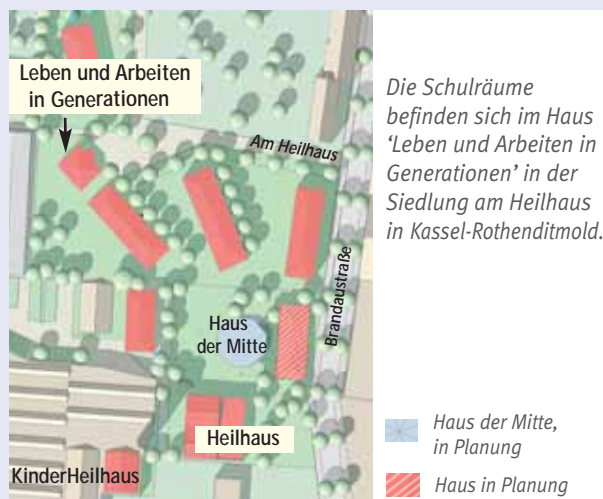 Leben und Arbeiten
in Generationen
Am Heilhaus
Brandaustraße
Haus
der Mitte
Heilhaus
KinderHeilhaus
Die Schulräume
befinden sich im Haus
‘Leben und Arbeiten in
Generationen’ in der
Siedlung am Heilhaus
in Kassel-Rothenditmold.
Haus der Mitte,
in Planung
Haus in Planung